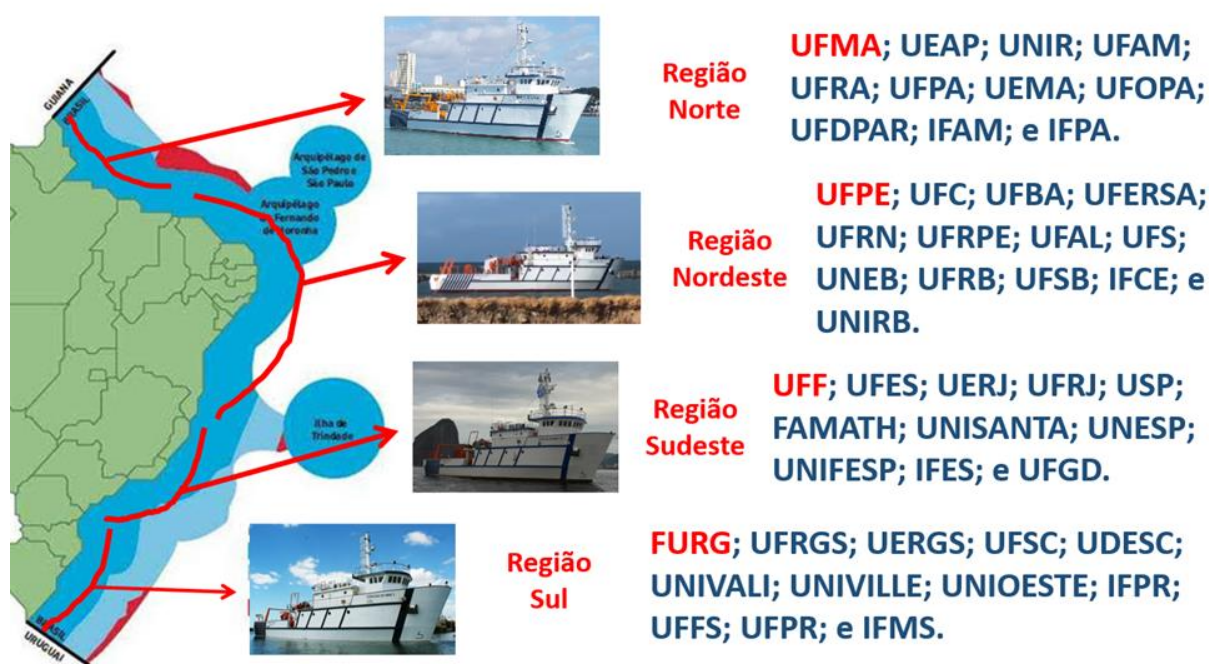 GUIANA
BRASIL
Arquipélago de
São Pedro e
São Paulo
Arquipélago
de Fernando
de Noronha
Ilha de
Trindade
BRASIL
URUGUAI
Região
Norte
UFMA; UEAP; UNIR; UFAM;
UFRA; UFPA; UEMA; UFOPA;
UFDPAR; IFAM; e IFPA.
Região
Nordeste
UFPE; UFC; UFBA; UFERSA;
UFRN; UFRPE; UFAL; UFS;
UNEB; UFRB; UFSB; IFCE; e
UNIRB.
Região
Sudeste
UFF; UFES; UERJ; UFRJ; USP;
FAMATH; UNISANTA; UNESP;
UNIFESP; IFES; e UFGD.
Região
Sul
FURG; UFRGS; UERGS; UFSC; UDESC;
UNIVALI; UNIVILLE; UNIOESTE; IFPR;
UFFS; UFPR; e IFMS.